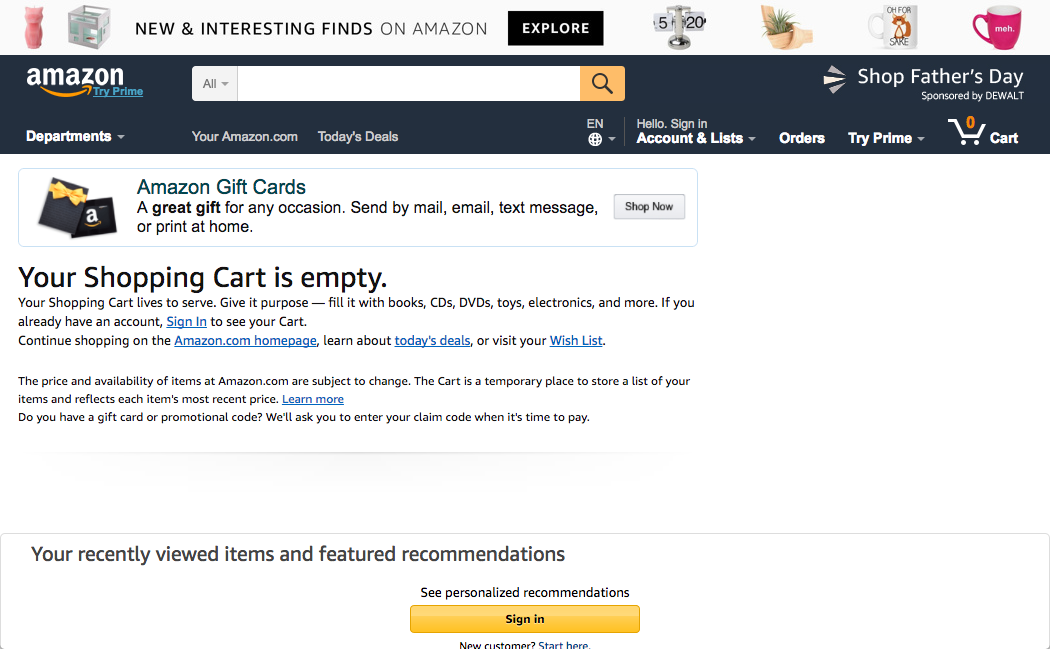 NEW & INTERESTING FINDS ON AMAZON
EXPLORE
5 20
OH FOR
SAKE
meh.
amazon
Try Prime
All
Shop Father's Day
Sponsored by DEWALT
Departments
Your Amazon.com
Today's Deals
EN
Hello. Sign in
Account & Lists
Orders
Try Prime
0
Cart
Amazon Gift Cards
A great gift for any occasion. Send by mail, email, text message,
or print at home.
a
Shop Now
Your Shopping Cart is empty.
Your Shopping Cart lives to serve. Give it purpose — fill it with books, CDs, DVDs, toys, electronics, and more. If you
already have an account, Sign In to see your Cart.
Continue shopping on the Amazon.com homepage, learn about today's deals, or visit your Wish List.
The price and availability of items at Amazon.com are subject to change. The Cart is a temporary place to store a list of your
items and reflects each item's most recent price. Learn more
Do you have a gift card or promotional code? We'll ask you to enter your claim code when it's time to pay.
Your recently viewed items and featured recommendations
See personalized recommendations
Sign in
New customer? Start here.